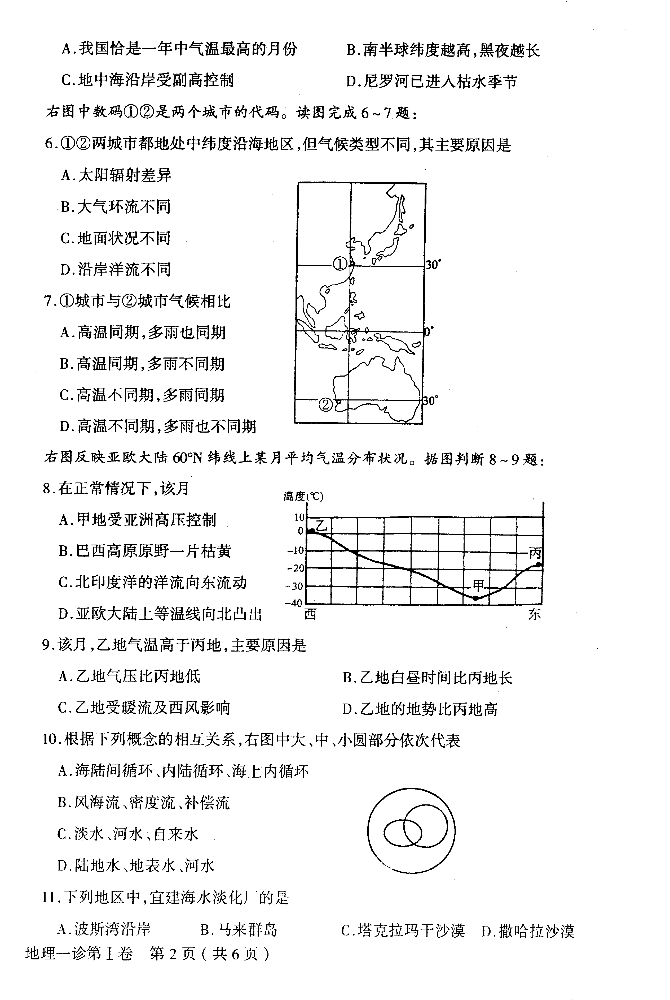 A.我国恰是一年中气温最高的月份 B.南半球纬度越高,黑夜越长
C.地中海沿岸受副高控制 D.尼罗河已进入枯水季节
右图中数码①②是两个城市的代码。读图完成6~7题:
6.①②两城市都地处中纬度沿海地区,但气候类型不同,其主要原因是
A.太阳辐射差异
B.大气环流不同
C.地面状况不同
D.沿岸洋流不同
①
30°
0°
②
30°
7.①城市与②城市气候相比
A.高温同期,多雨也同期
B.高温同期,多雨不同期
C.高温不同期,多雨同期
D.高温不同期,多雨也不同期
右图反映亚欧大陆60°N纬线上某月平均气温分布状况。据图判断8~9题:
8.在正常情况下,该月
A.甲地受亚洲高压控制
B.巴西高原原野一片枯黄
C.北印度洋的洋流向东流动
D.亚欧大陆上等温线向北凸出
温度(℃)
10
0
-10
-20
-30
-40
乙
甲
丙
西 东
9.该月,乙地气温高于丙地,主要原因是
A.乙地气压比丙地低 B.乙地白昼时间比丙地长
C.乙地受暖流及西风影响 D.乙地的地势比丙地高
10.根据下列概念的相互关系,右图中大、中、小圆部分依次代表
A.海陆间循环、内陆循环、海上内循环
B.风海流、密度流、补偿流
C.淡水、河水、自来水
D.陆地水、地表水、河水
11.下列地区中,宜建海水淡化厂的是
A.波斯湾沿岸 B.马来群岛 C.塔克拉玛干沙漠 D.撒哈拉沙漠
地理一诊第Ⅰ卷 第2页(共6页)